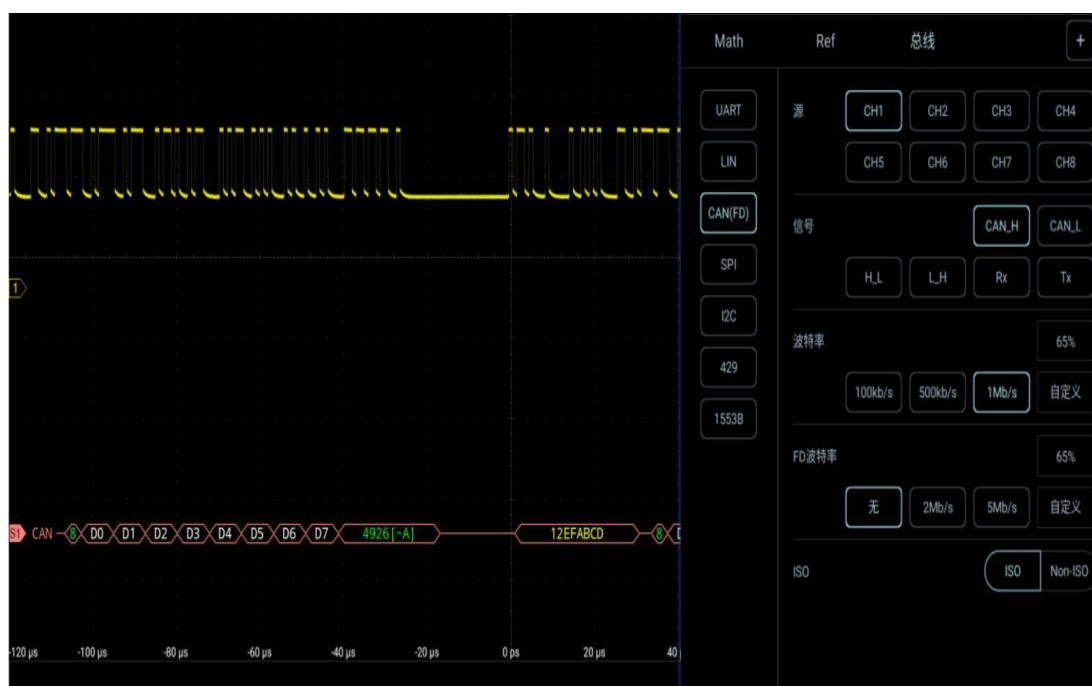 Math Ref 总线 +
UART
LIN
CAN(FD)
SPI
I2C
429
1553B
源 CH1 CH2 CH3 CH4
CH5 CH6 CH7 CH8
信号 CAN_H CAN_L
H_L L_H Rx Tx
波特率 65%
100kb/s 500kb/s 1Mb/s 自定义
FD波特率 65%
无 2Mb/s 5Mb/s 自定义
ISO ISO Non-ISO
1
S1 CAN 8 D0 D1 D2 D3 D4 D5 D6 D7 4926[~A] 12EFABCD 8
-120 μs -100 μs -80 μs -60 μs -40 μs -20 μs 0 ps 20 μs 40